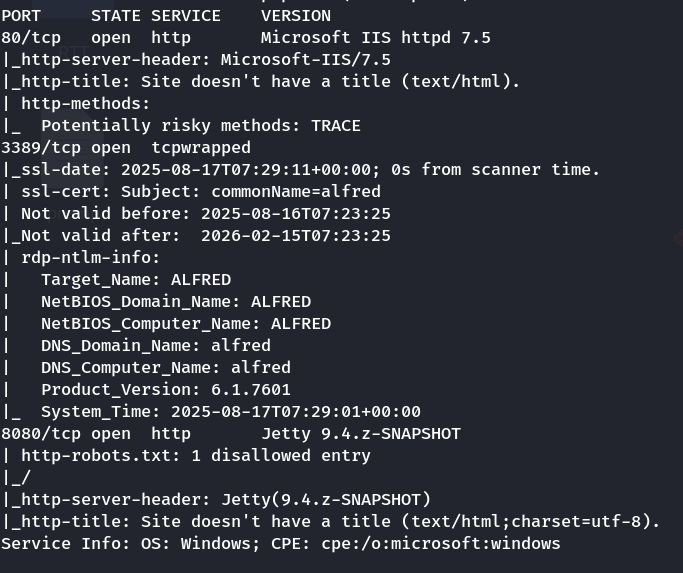 PORT     STATE SERVICE    VERSION
80/tcp   open  http       Microsoft IIS httpd 7.5
|_http-server-header: Microsoft-IIS/7.5
|_http-title: Site doesn't have a title (text/html).
| http-methods:
|_  Potentially risky methods: TRACE
3389/tcp open  tcpwrapped
|_ssl-date: 2025-08-17T07:29:11+00:00; 0s from scanner time.
| ssl-cert: Subject: commonName=alfred
| Not valid before: 2025-08-16T07:23:25
|_Not valid after:  2026-02-15T07:23:25
| rdp-ntlm-info:
|   Target_Name: ALFRED
|   NetBIOS_Domain_Name: ALFRED
|   NetBIOS_Computer_Name: ALFRED
|   DNS_Domain_Name: alfred
|   DNS_Computer_Name: alfred
|   Product_Version: 6.1.7601
|_  System_Time: 2025-08-17T07:29:01+00:00
8080/tcp open  http       Jetty 9.4.z-SNAPSHOT
| http-robots.txt: 1 disallowed entry
|_/
|_http-server-header: Jetty(9.4.z-SNAPSHOT)
|_http-title: Site doesn't have a title (text/html;charset=utf-8).
Service Info: OS: Windows; CPE: cpe:/o:microsoft:windows